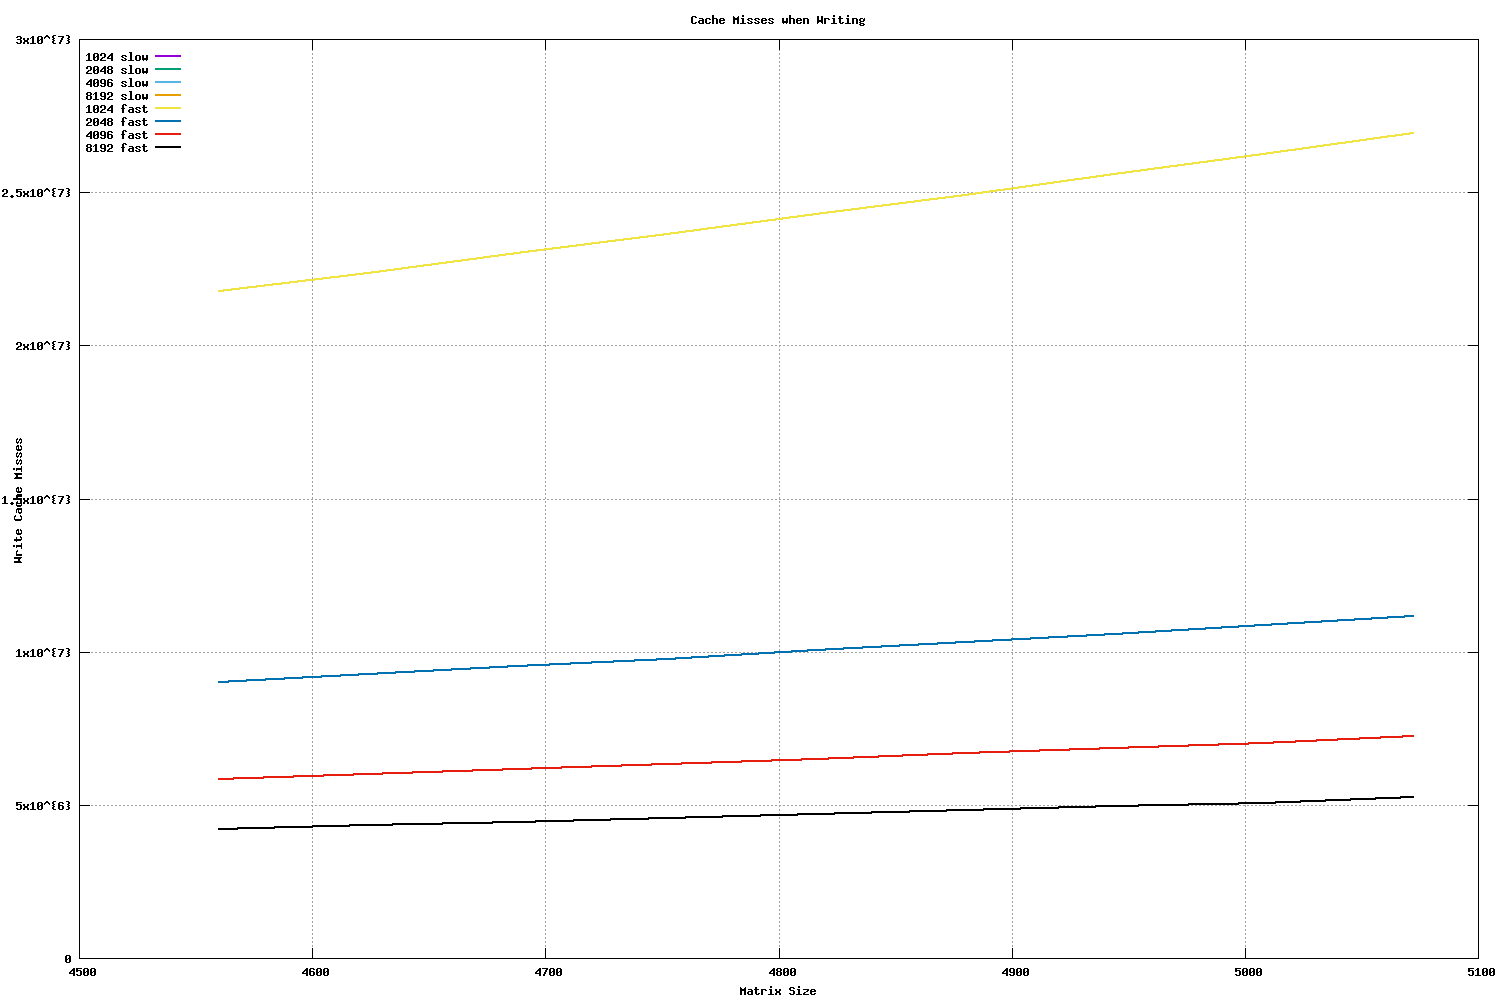 Cache Misses when Writing
3x10^{7}
2.5x10^{7}
2x10^{7}
1.5x10^{7}
1x10^{7}
5x10^{6}
0
Write Cache Misses
1024 slow
2048 slow
4096 slow
8192 slow
1024 fast
2048 fast
4096 fast
8192 fast
4500 4600 4700 4800 4900 5000 5100
Matrix Size